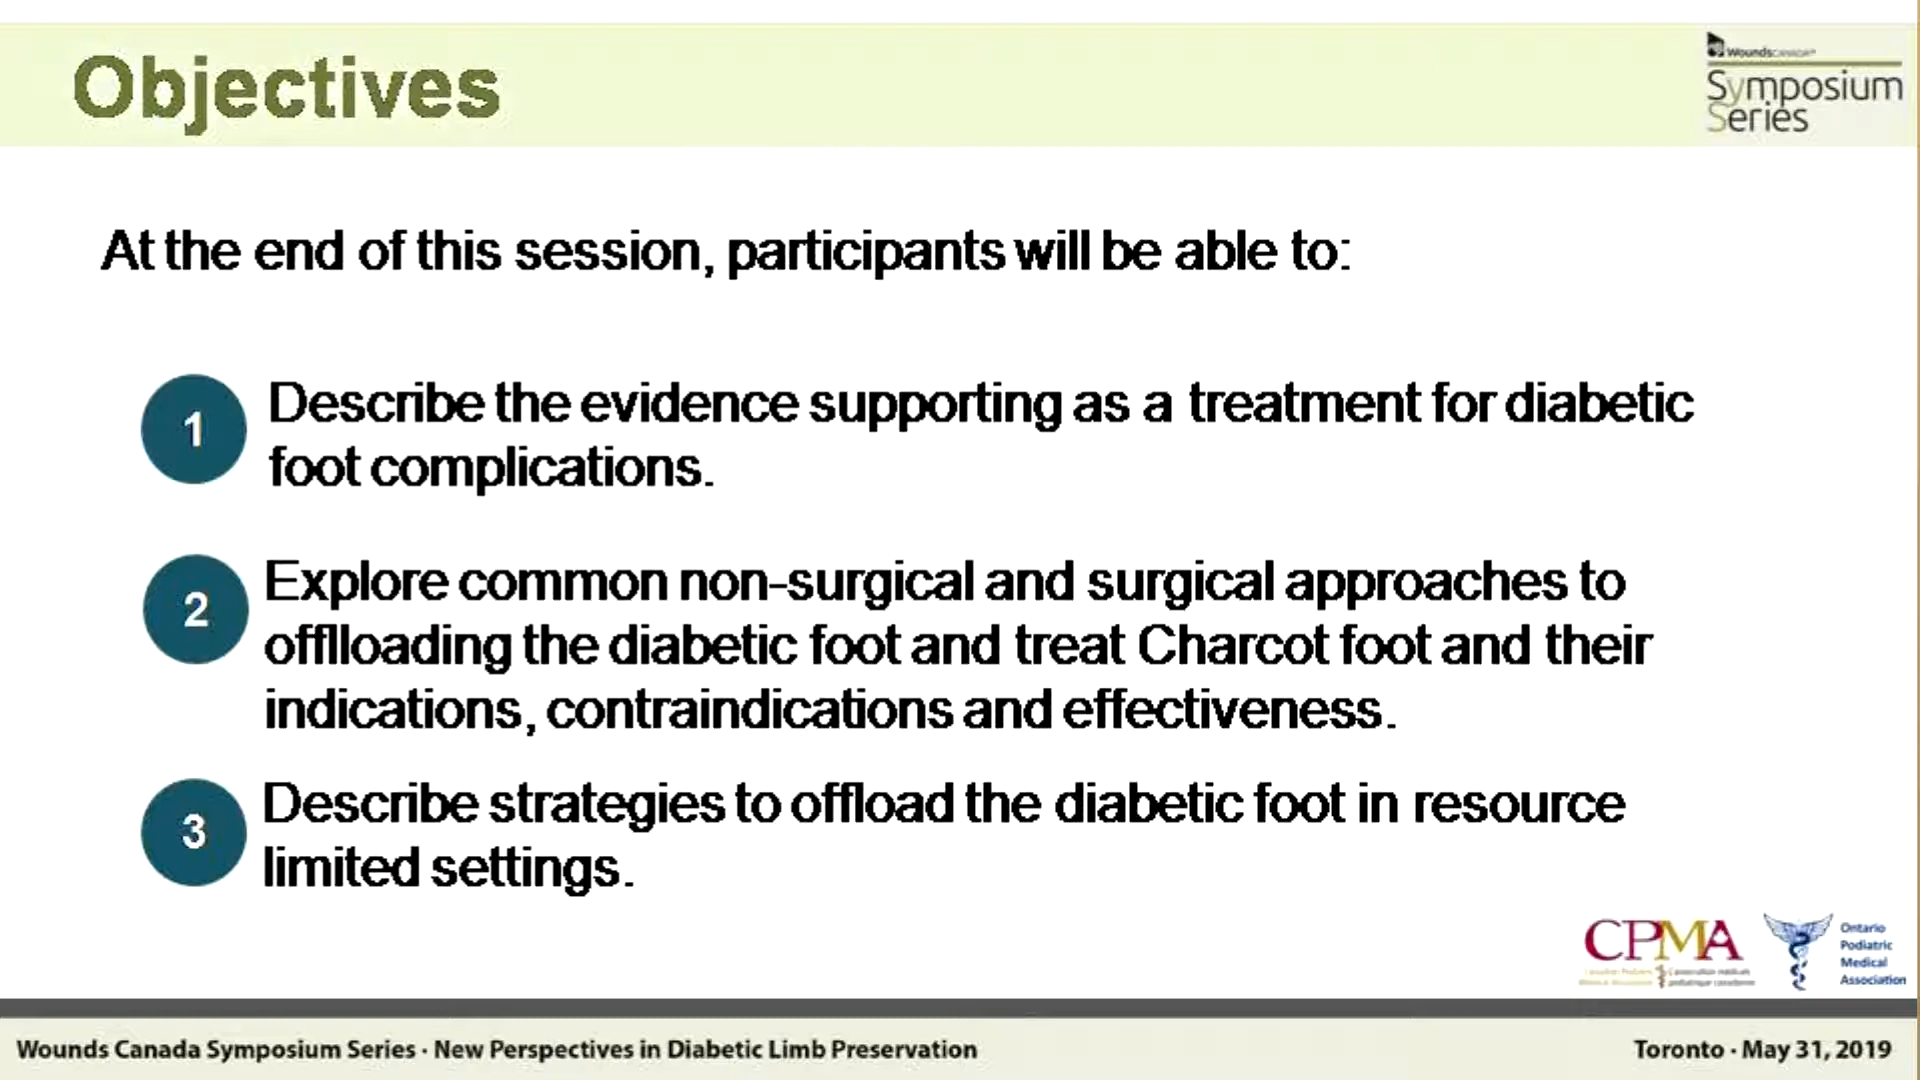 Objectives
WoundsCANADA
Symposium
Series
At the end of this session, participants will be able to:
1
Describe the evidence supporting as a treatment for diabetic
foot complications.
2
Explore common non-surgical and surgical approaches to
offlloading the diabetic foot and treat Charcot foot and their
indications, contraindications and effectiveness.
3
Describe strategies to offload the diabetic foot in resource
limited settings.
CPMA
Ontario
Podiatric
Medical
Association
Wounds Canada Symposium Series · New Perspectives in Diabetic Limb Preservation
Toronto · May 31, 2019